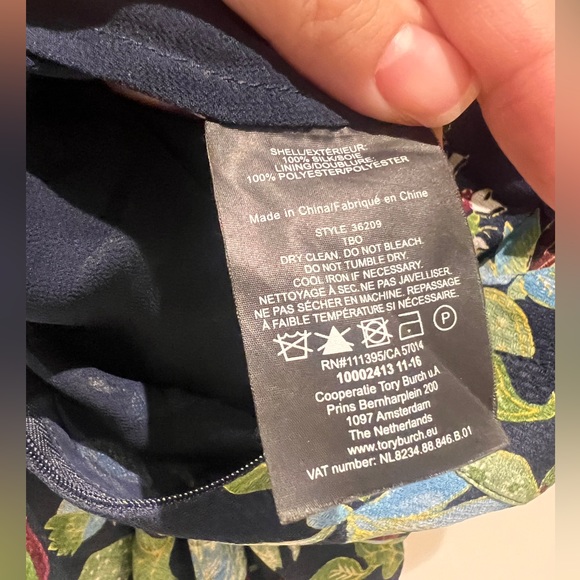 SHELL/EXTÉRIEUR:
100% SILK/SOIE
LINING/DOUBLURE:
100% POLYESTER/POLYESTER
Made in China/Fabriqué en Chine
STYLE 36209
TBO
DRY CLEAN. DO NOT BLEACH.
DO NOT TUMBLE DRY.
COOL IRON IF NECESSARY.
NETTOYAGE À SEC. NE PAS JAVELLISER.
NE PAS SÉCHER EN MACHINE. REPASSAGE
À FAIBLE TEMPÉRATURE SI NÉCESSAIRE.
P
RN#111395/CA 57014
10002413 11-16
Cooperatie Tory Burch u.A
Prins Bernharplein 200
1097 Amsterdam
The Netherlands
www.toryburch.eu
VAT number: NL8234.88.846.B.01